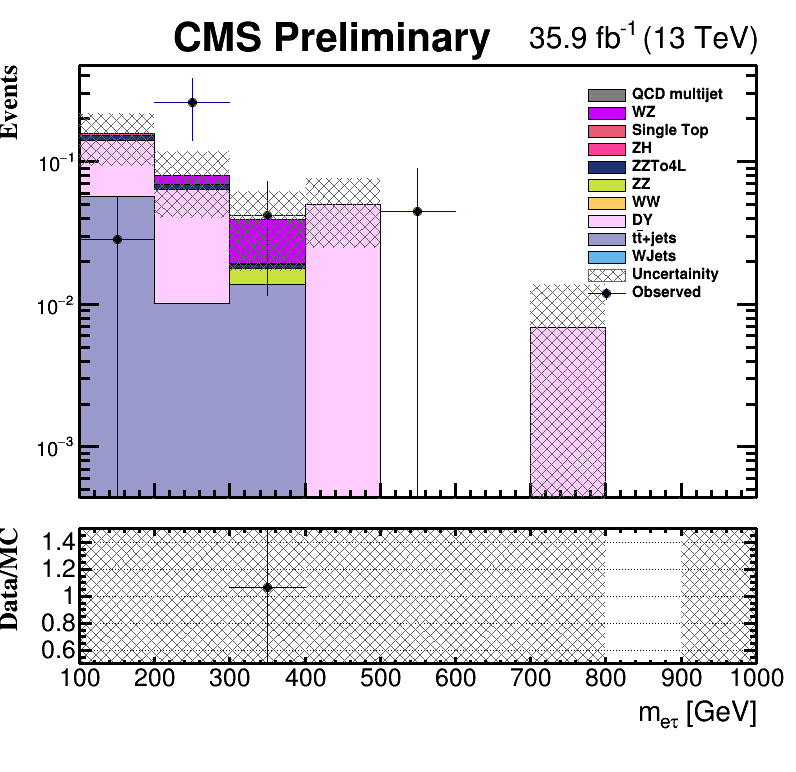 CMS Preliminary 35.9 fb⁻¹ (13 TeV)
Events
10⁻¹
10⁻²
10⁻³
QCD multijet
WZ
Single Top
ZH
ZZTo4L
ZZ
WW
DY
tt̄+jets
WJets
Uncertainity
Observed
Data/MC
1.4
1.2
1
0.8
0.6
100 200 300 400 500 600 700 800 900 1000
m_eτ [GeV]